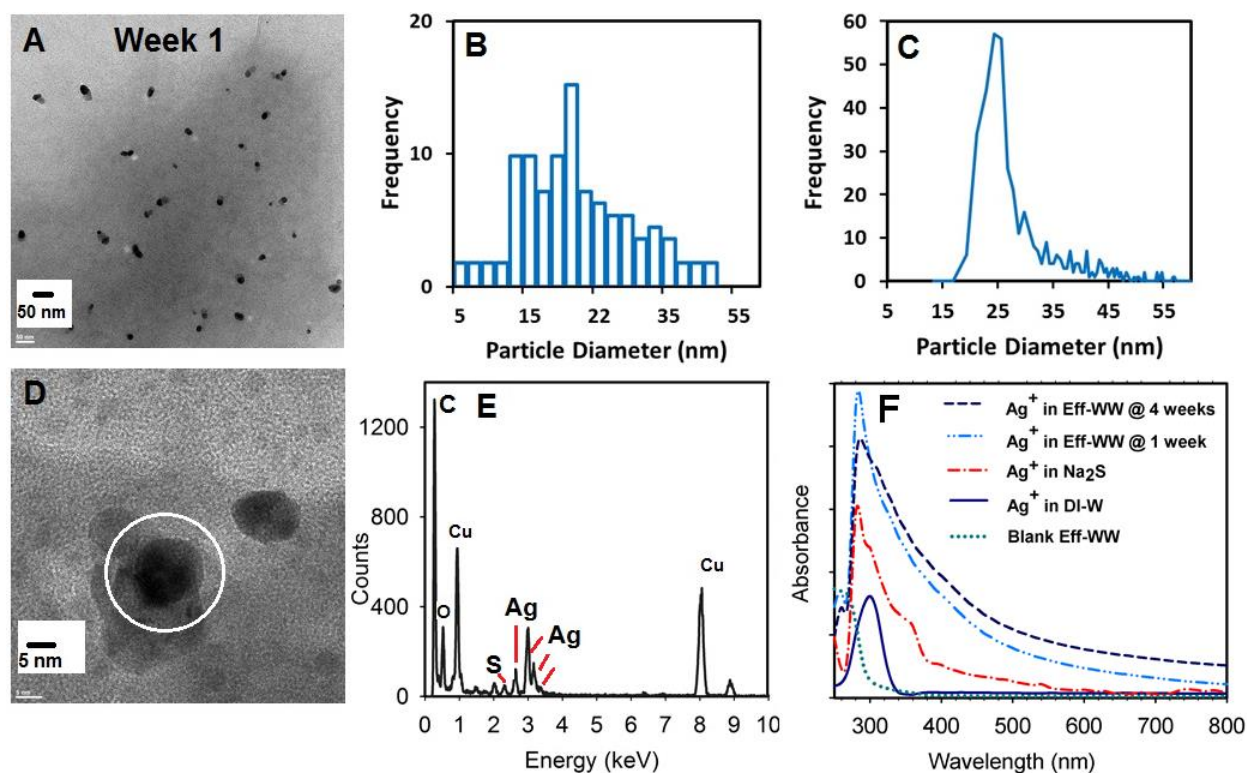 A Week 1
50 nm
50 nm
B
20
10
0
Frequency
5 15 22 35 55
Particle Diameter (nm)
C
60
50
40
30
20
10
0
Frequency
5 15 25 35 45 55
Particle Diameter (nm)
D
5 nm
5 nm
E
1200
800
400
0
Counts
C
O
Cu
S
Ag
Ag
Cu
0 1 2 3 4 5 6 7 8 9 10
Energy (keV)
F
Ag⁺ in Eff-WW @ 4 weeks
Ag⁺ in Eff-WW @ 1 week
Ag⁺ in Na₂S
Ag⁺ in DI-W
Blank Eff-WW
Absorbance
300 400 500 600 700 800
Wavelength (nm)